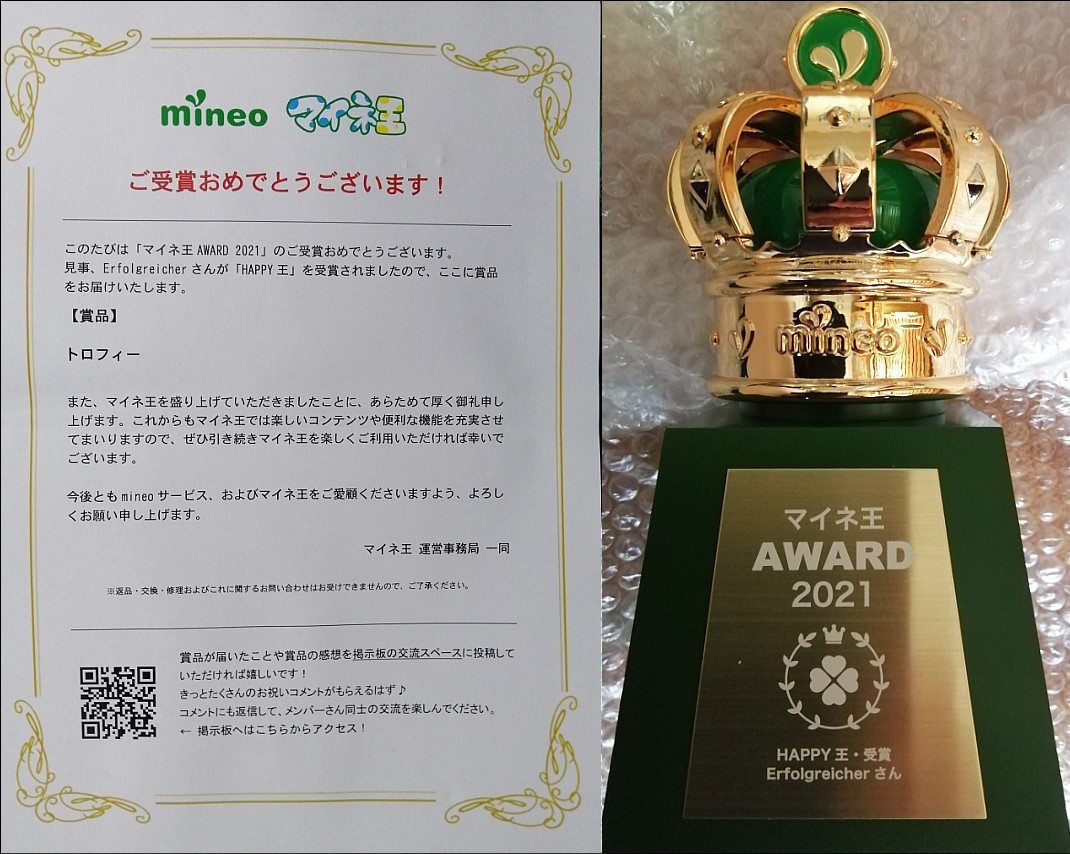 mineo マイネ王
ご受賞おめでとうございます！
このたびは「マイネ王 AWARD 2021」のご受賞おめでとうございます。
見事、Erfolgreicher さんが「HAPPY 王」を受賞されましたので、ここに賞品
をお届けいたします。
【賞品】
トロフィー
また、マイネ王を盛り上げていただきましたことに、あらためて厚く御礼申し
上げます。これからもマイネ王では楽しいコンテンツや便利な機能を充実させ
てまいりますので、ぜひ引き続きマイネ王を楽しくご利用いただければ幸いで
ございます。
今後とも mineo サービス、およびマイネ王をご愛顧くださいますよう、よろし
くお願い申し上げます。
マイネ王 運営事務局 一同
※返品・交換・修理およびこれに関するお問い合わせはお受けできませんので、ご了承ください。
賞品が届いたことや賞品の感想を掲示板の交流スペースに投稿して
いただければ嬉しいです！
きっとたくさんのお祝いコメントがもらえるはず♪
コメントにも返信して、メンバーさん同士の交流を楽しんでください。
← 掲示板へはこちらからアクセス！
mineo
マイネ王
AWARD
2021
HAPPY 王・受賞
Erfolgreicher さん